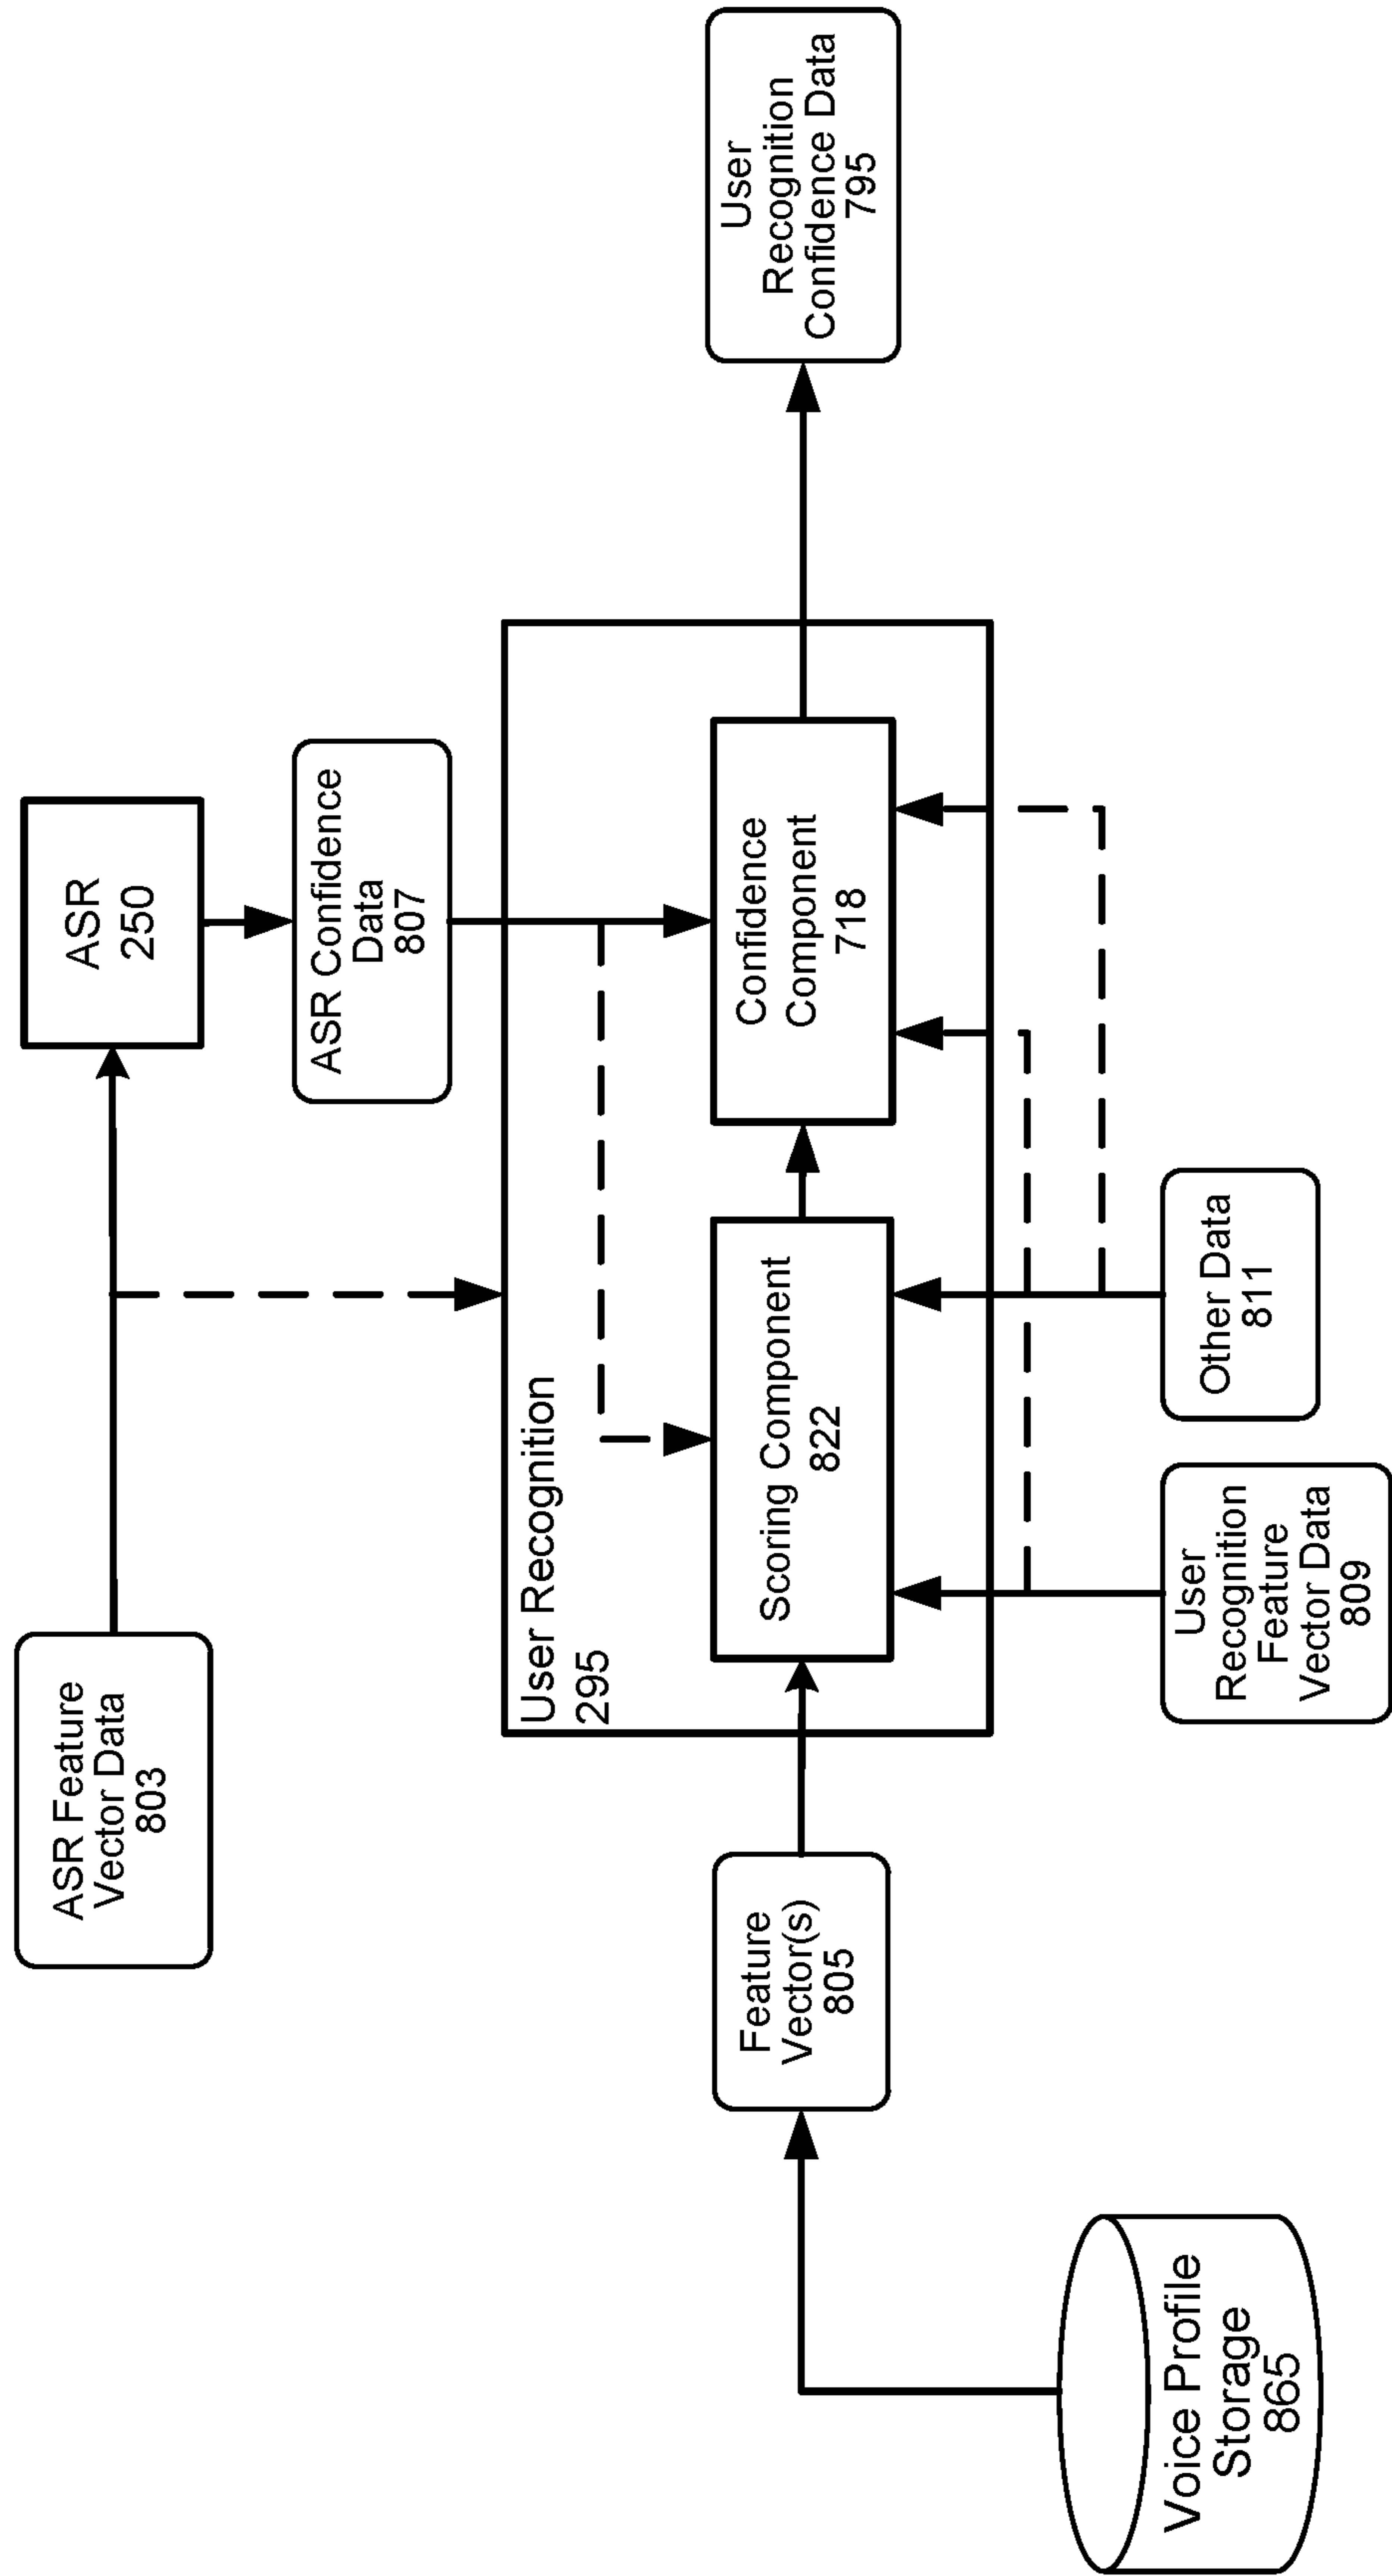 ASR Feature
Vector Data
803
ASR
250
ASR Confidence
Data
807
User Recognition
295
Voice Profile
Storage
865
Feature
Vector(s)
805
Scoring Component
822
Confidence
Component
718
User
Recognition
Confidence Data
795
User
Recognition
Feature
Vector Data
809
Other Data
811